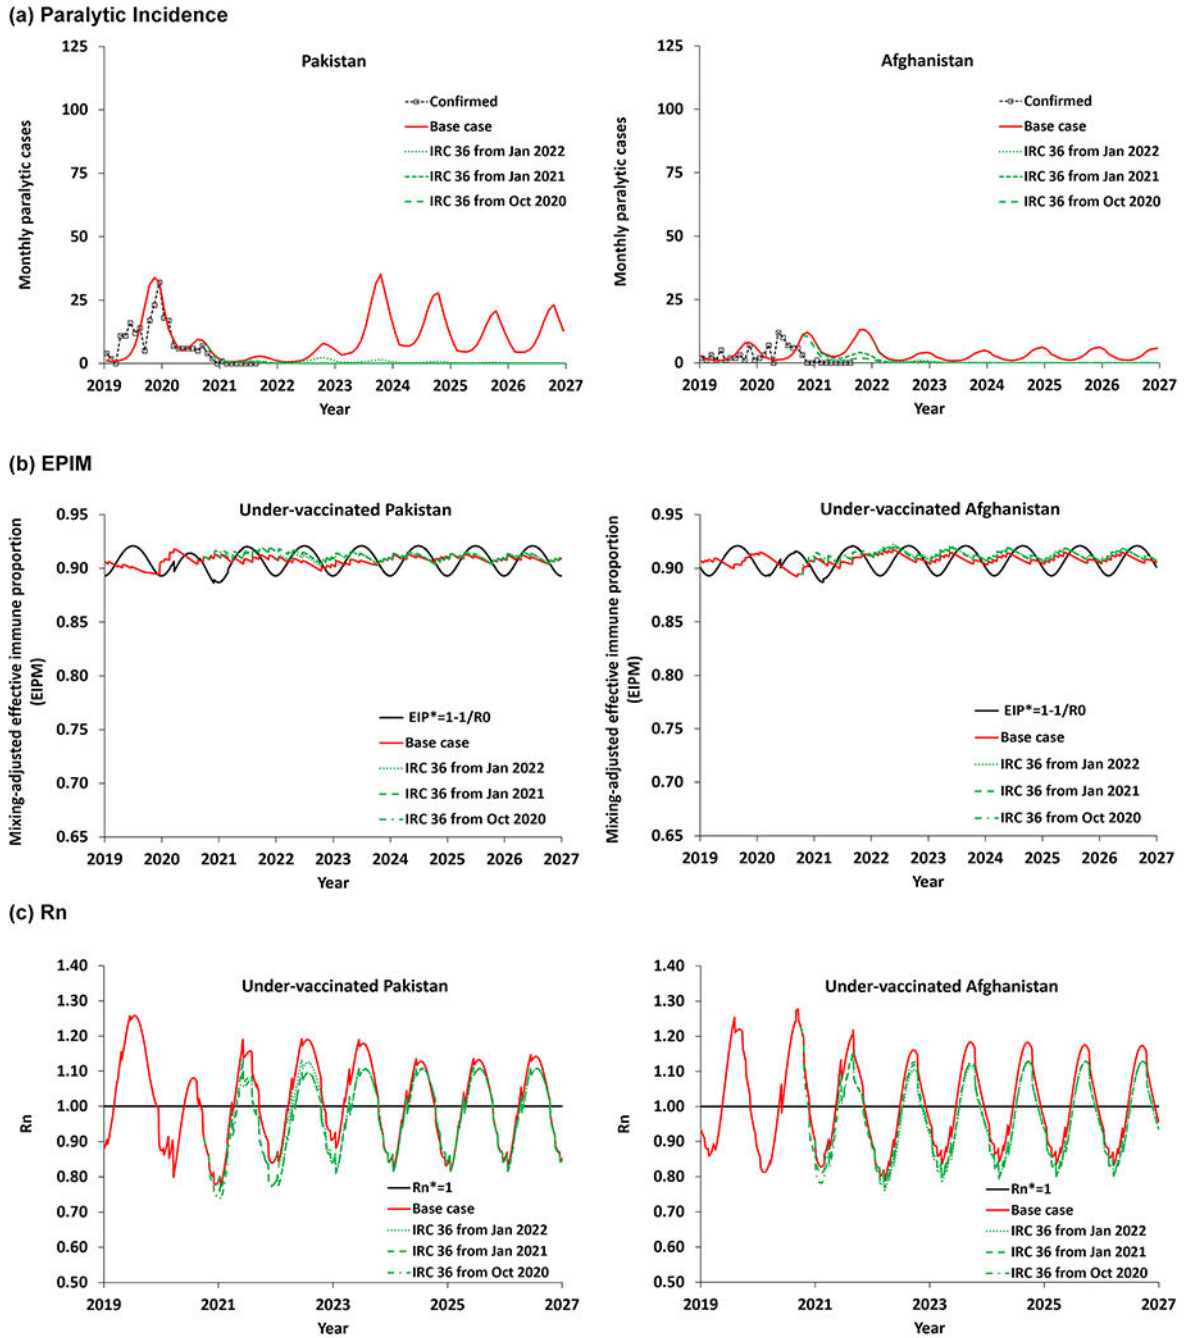 (a) Paralytic Incidence
Pakistan
Monthly paralytic cases
125
100
75
50
25
0
Confirmed
Base case
IRC 36 from Jan 2022
IRC 36 from Jan 2021
IRC 36 from Oct 2020
2019 2020 2021 2022 2023 2024 2025 2026 2027
Year
Afghanistan
Monthly paralytic cases
125
100
75
50
25
0
Confirmed
Base case
IRC 36 from Jan 2022
IRC 36 from Jan 2021
IRC 36 from Oct 2020
2019 2020 2021 2022 2023 2024 2025 2026 2027
Year
(b) EPIM
Under-vaccinated Pakistan
Mixing-adjusted effective immune proportion
(EIPM)
0.95
0.90
0.85
0.80
0.75
0.70
0.65
EIP*=1-1/R0
Base case
IRC 36 from Jan 2022
IRC 36 from Jan 2021
IRC 36 from Oct 2020
2019 2020 2021 2022 2023 2024 2025 2026 2027
Year
Under-vaccinated Afghanistan
Mixing-adjusted effective immune proportion
(EIPM)
0.95
0.90
0.85
0.80
0.75
0.70
0.65
EIP*=1-1/R0
Base case
IRC 36 from Jan 2022
IRC 36 from Jan 2021
IRC 36 from Oct 2020
2019 2020 2021 2022 2023 2024 2025 2026 2027
Year
(c) Rn
Under-vaccinated Pakistan
Rn
1.40
1.30
1.20
1.10
1.00
0.90
0.80
0.70
0.60
0.50
Rn*=1
Base case
IRC 36 from Jan 2022
IRC 36 from Jan 2021
IRC 36 from Oct 2020
2019 2021 2023 2025 2027
Year
Under-vaccinated Afghanistan
Rn
1.40
1.30
1.20
1.10
1.00
0.90
0.80
0.70
0.60
0.50
Rn*=1
Base case
IRC 36 from Jan 2022
IRC 36 from Jan 2021
IRC 36 from Oct 2020
2019 2021 2023 2025 2027
Year